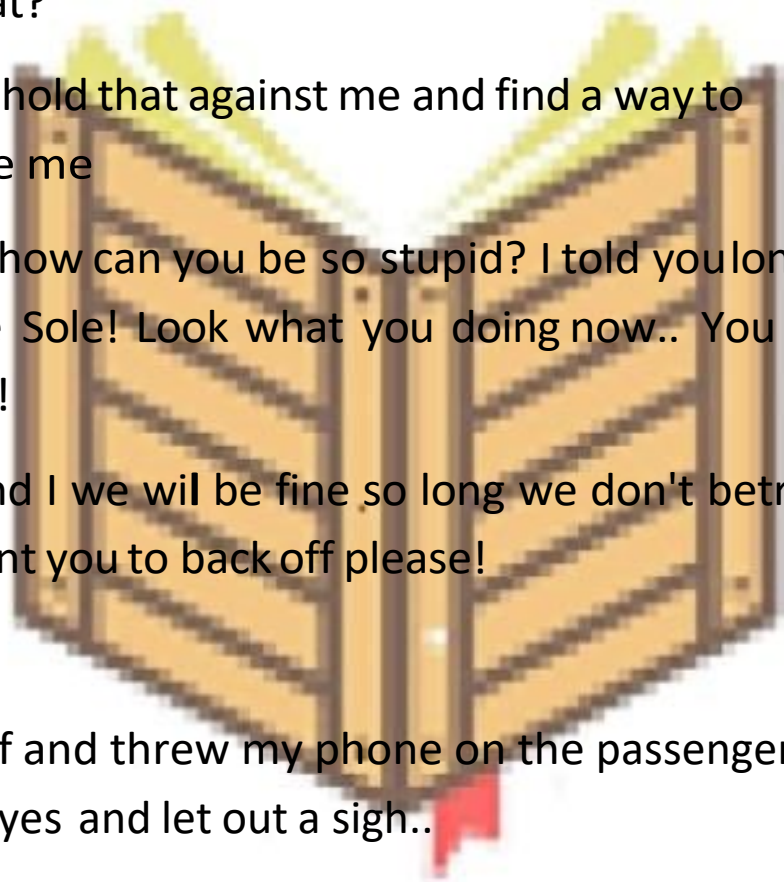 at?
hold that against me and find a way to
e me
how can you be so stupid? I told you lon
Sole! Look what you doing now.. You
!
nd I we wil be fine so long we don't betr
nt you to back off please!
f and threw my phone on the passenger
yes and let out a sigh..